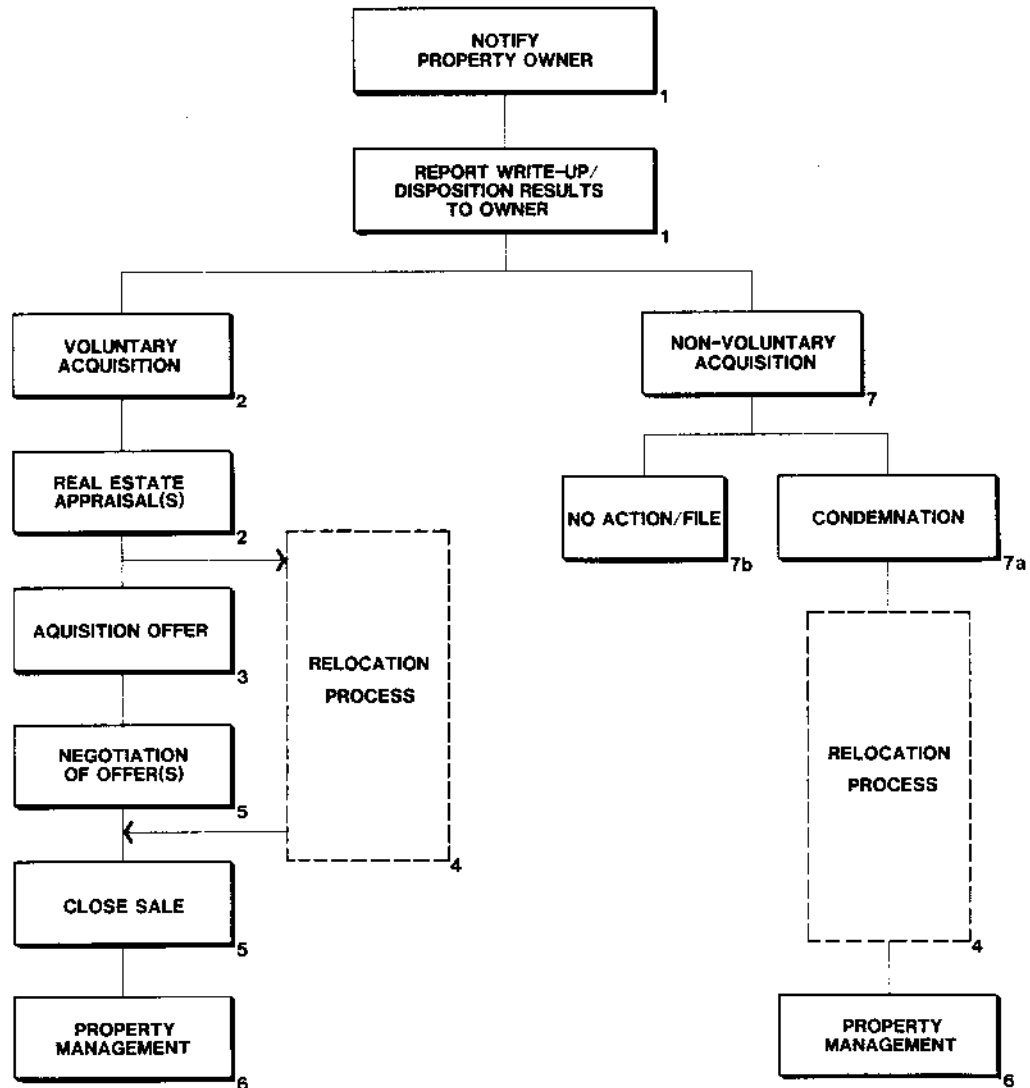 NOTIFY
PROPERTY OWNER
1
REPORT WRITE-UP/
DISPOSITION RESULTS
TO OWNER
1
VOLUNTARY
ACQUISITION
2
NON-VOLUNTARY
ACQUISITION
7
REAL ESTATE
APPRAISAL(S)
2
NO ACTION/FILE
7b
CONDEMNATION
7a
AQUISITION OFFER
3
RELOCATION
PROCESS
4
NEGOTIATION
OF OFFER(S)
5
RELOCATION
PROCESS
4
CLOSE SALE
5
PROPERTY
MANAGEMENT
6
PROPERTY
MANAGEMENT
6